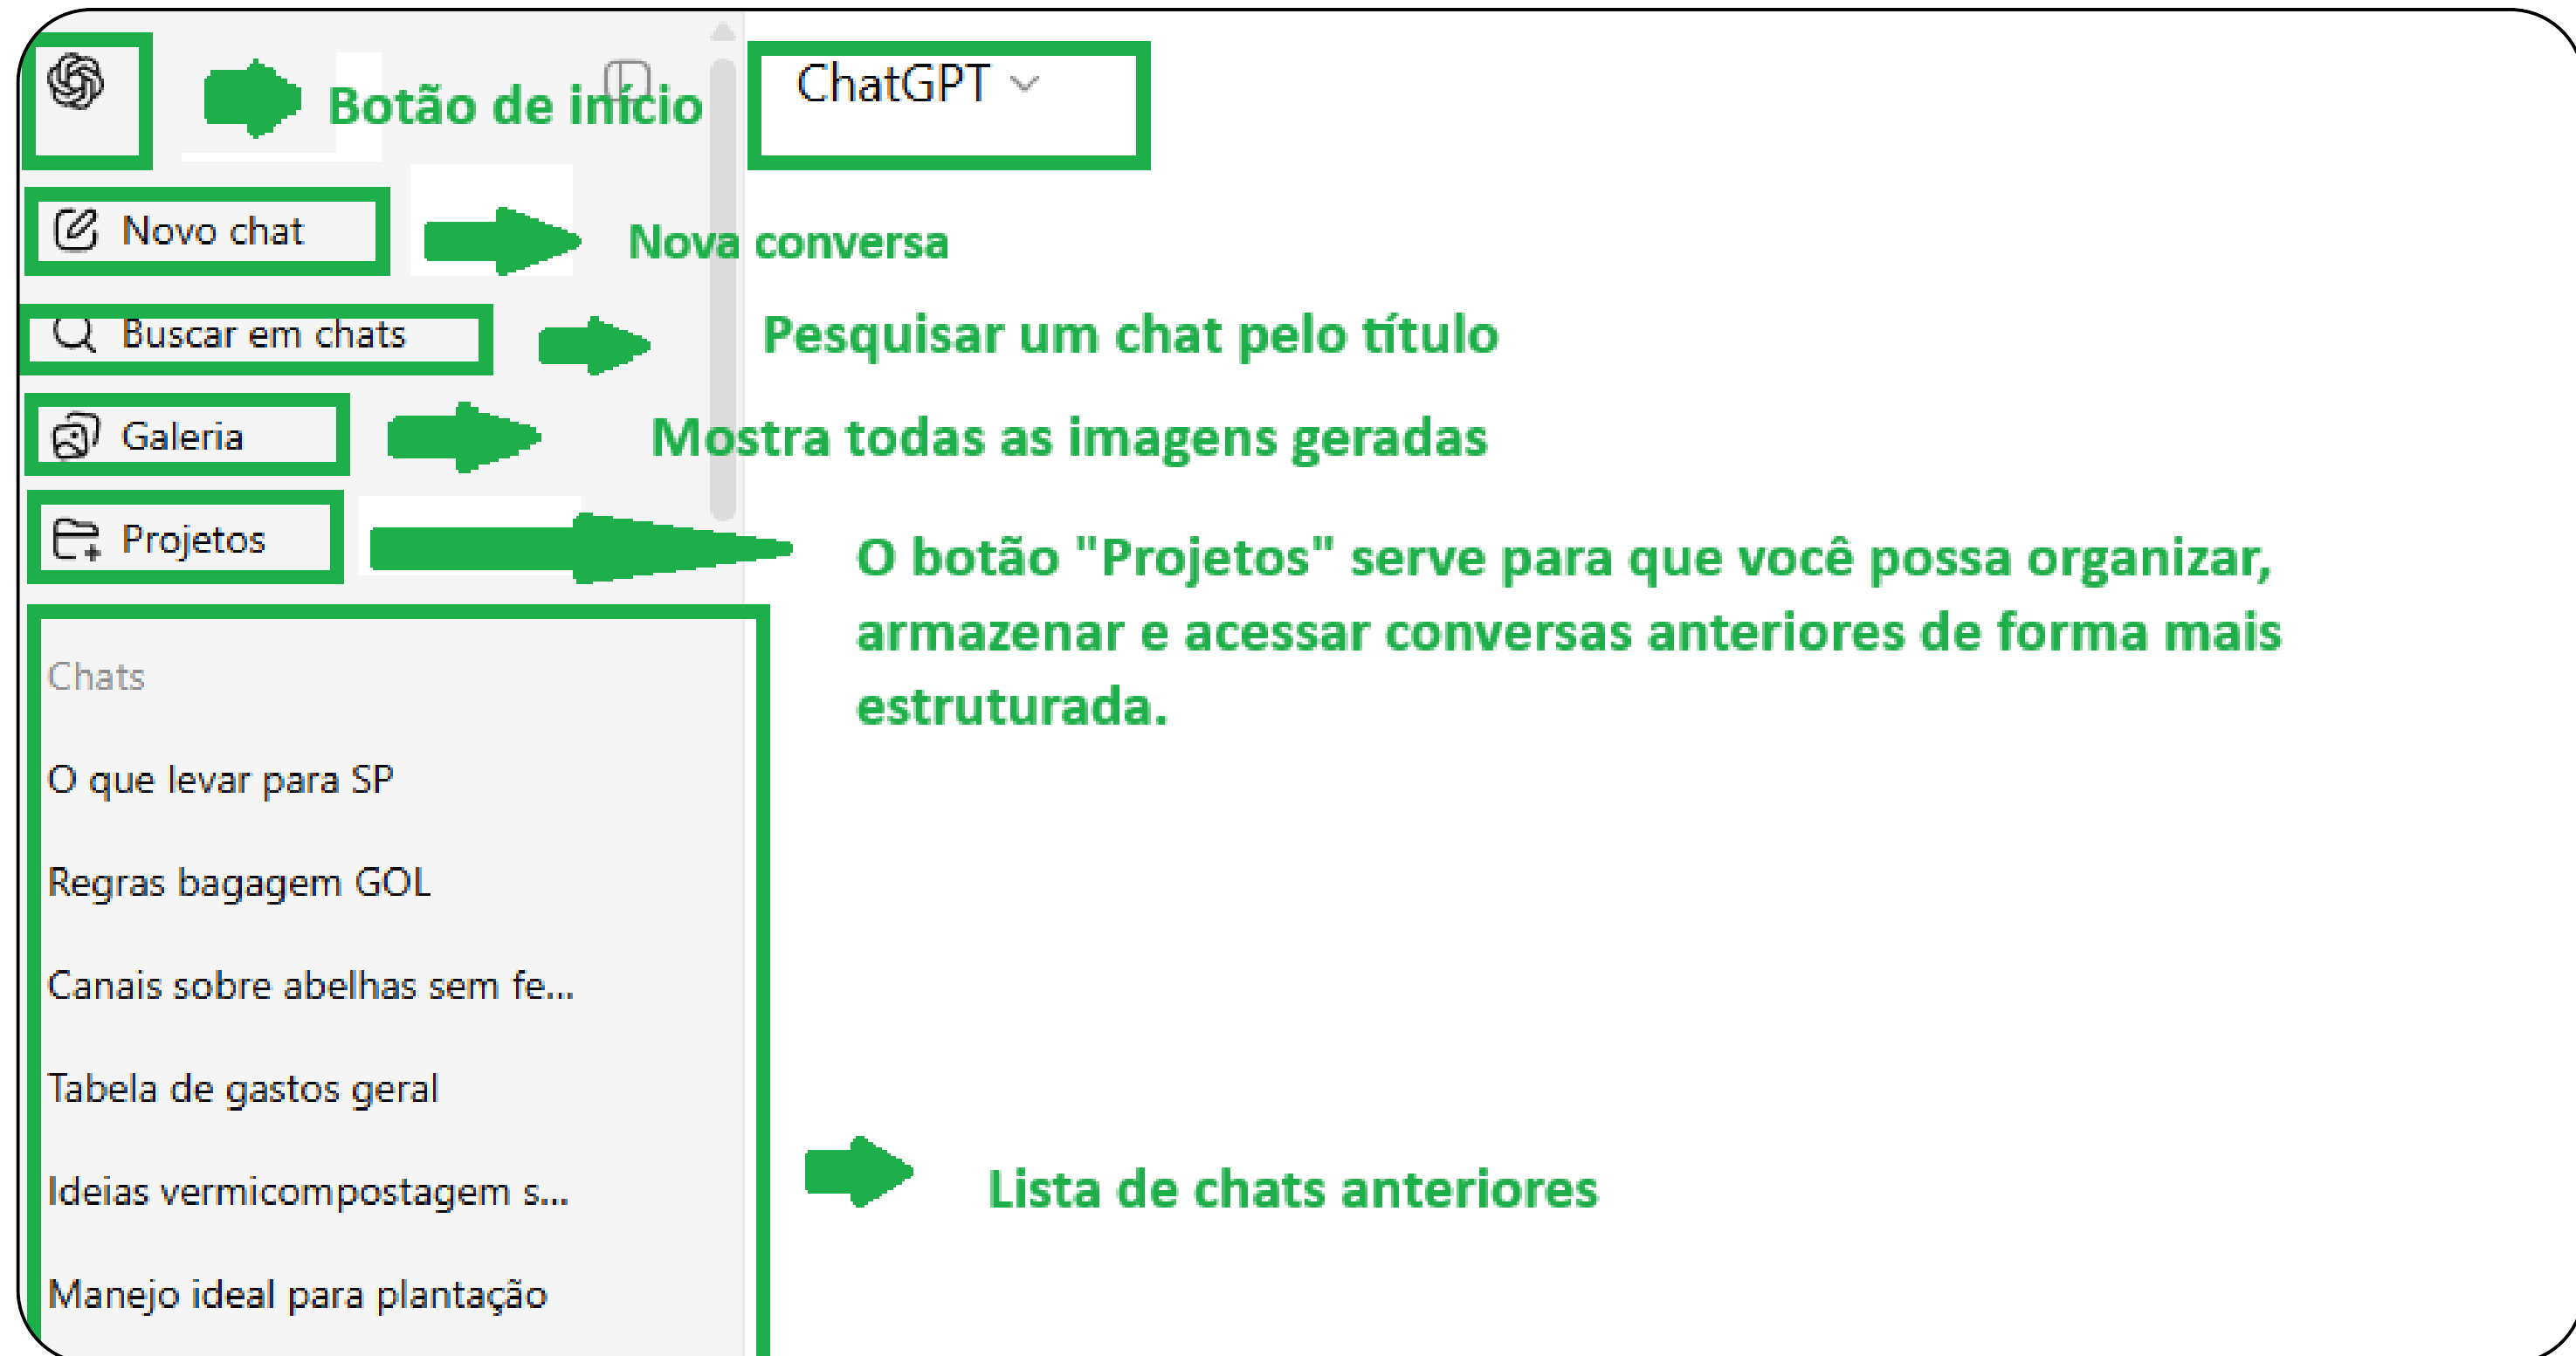 Botão de início
ChatGPT
Novo chat
Nova conversa
Buscar em chats
Pesquisar um chat pelo título
Galeria
Mostra todas as imagens geradas
Projetos
O botão "Projetos" serve para que você possa organizar,
armazenar e acessar conversas anteriores de forma mais
estruturada.
Chats
O que levar para SP
Regras bagagem GOL
Canais sobre abelhas sem fe...
Tabela de gastos geral
Ideias vermicompostagem s...
Lista de chats anteriores
Manejo ideal para plantação